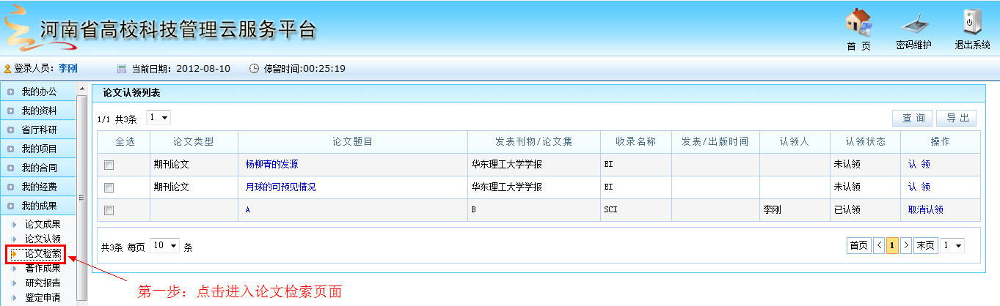 河南省高校科技管理云服务平台
首 页 密码维护 退出系统
登录人员：李刚 当前日期：2012-08-10 停留时间:00:25:19
我的办公
我的资料
省厅科研
我的项目
我的合同
我的经费
我的成果
论文成果
论文认领
论文检索
著作成果
研究报告
鉴定申请
论文认领列表
1/1 共3条 1 查 询 导 出
全选 论文类型 论文题目 发表刊物/论文集 收录名称 发表/出版时间 认领人 认领状态 操作
期刊论文 杨柳青的发源 华东理工大学学报 EI 未认领 认 领
期刊论文 月球的可预见情况 华东理工大学学报 EI 未认领 认 领
A B SCI 李刚 已认领 取消认领
共3条 每页 10 条 首页 < 1 > 末页 1
第一步：点击进入论文检索页面